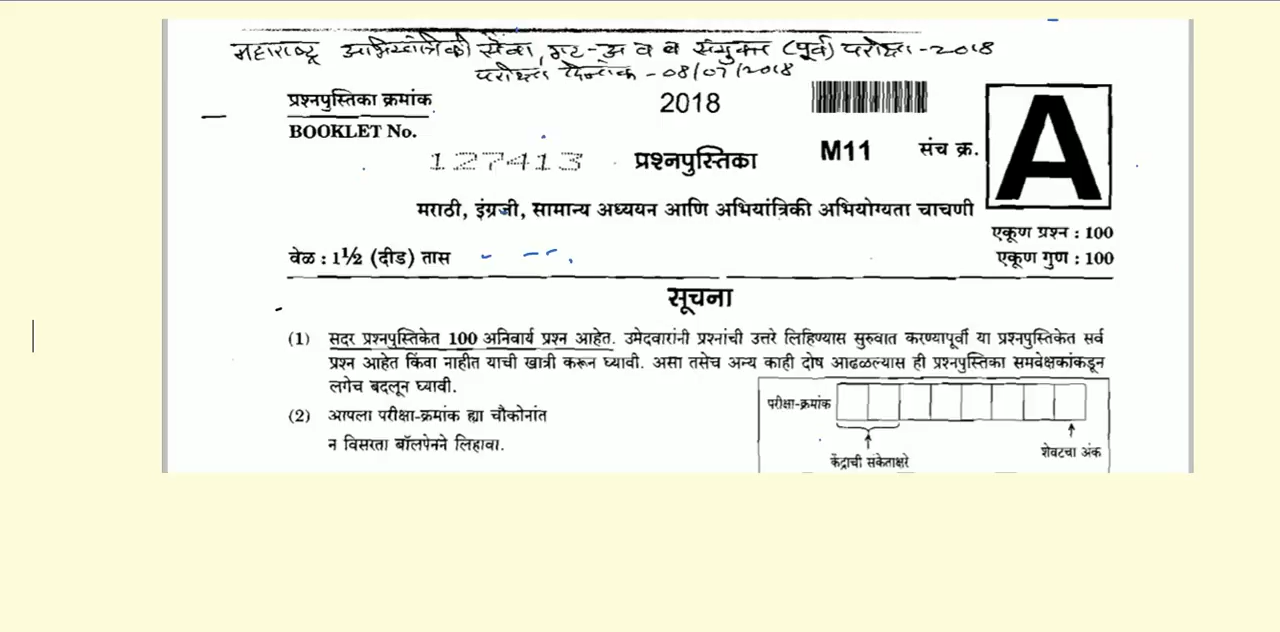 महाराष्ट्र अभियांत्रिकी सेवा, गट-अ व ब संयुक्त (पूर्व) परीक्षा-2018
परीक्षा दिनांक - 08/07/2018
प्रश्नपुस्तिका क्रमांक
2018
BOOKLET No.
127413
प्रश्नपुस्तिका
M11
संच क्र.
A
मराठी, इंग्रजी, सामान्य अध्ययन आणि अभियांत्रिकी अभियोग्यता चाचणी
एकूण प्रश्न : 100
वेळ : 1½ (दीड) तास
एकूण गुण : 100
सूचना
(1) सदर प्रश्नपुस्तिकेत 100 अनिवार्य प्रश्न आहेत. उमेदवारांनी प्रश्नांची उत्तरे लिहिण्यास सुरुवात करण्यापूर्वी या प्रश्नपुस्तिकेत सर्व
प्रश्न आहेत किंवा नाहीत याची खात्री करून घ्यावी. असा तसेच अन्य काही दोष आढळल्यास ही प्रश्नपुस्तिका समवेक्षकांकडून
लगेच बदलून घ्यावी.
(2) आपला परीक्षा-क्रमांक ह्या चौकोनांत
न विसरता बॉलपेनने लिहावा.
परीक्षा-क्रमांक
केंद्राची संकेताक्षरे
शेवटचा अंक